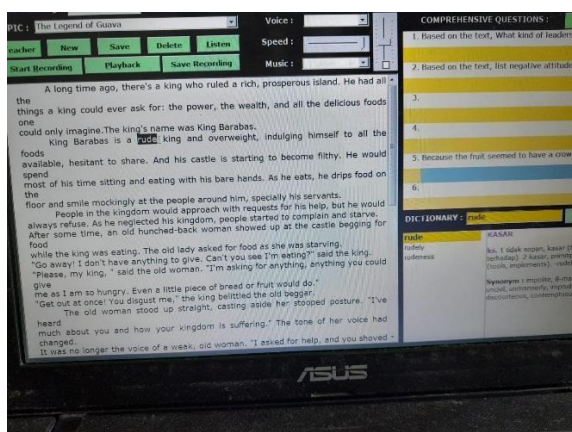 PIC : The Legend of Guava
Voice :
COMPREHENSIVE QUESTIONS :
eacher New Save Delete Listen
Speed :
Start Recording Playback Save Recording
Music :
1. Based on the text, What kind of leaders
2. Based on the text, list negative attitude
3.
4.
5. Because the fruit seemed to have a crow
6.
A long time ago, there's a king who ruled a rich, prosperous island. He had all
the
things a king could ever ask for: the power, the wealth, and all the delicious foods
one
could only imagine.The king's name was King Barabas.
King Barabas is a rude king and overweight, indulging himself to all the
foods
available, hesitant to share. And his castle is starting to become filthy. He would
spend
most of his time sitting and eating with his bare hands. As he eats, he drips food on
the
floor and smile mockingly at the people around him, specially his servants.
People in the kingdom would approach with requests for his help, but he would
always refuse. As he neglected his kingdom, people started to complain and starve.
After some time, an old hunched-back woman showed up at the castle begging for
food
while the king was eating. The old lady asked for food as she was starving.
"Go away! I don't have anything to give. Can't you see I'm eating?" said the king.
"Please, my king, " said the old woman. "I'm asking for anything, anything you could
give
me as I am so hungry. Even a little piece of bread or fruit would do."
"Get out at once! You disgust me," the king belittled the old begger.
The old woman stood up straight, casting aside her stooped posture. "I've
heard
much about you and how your kingdom is suffering." The tone of her voice had
changed.
It was no longer the voice of a weak, old woman. "I asked for help, and you shoved
DICTIONARY : rude
rude
rudely
rudeness
KASAR
ks. 1 tidak sopan, kasar
terhadap). 2 kasar,
(tools, implements).
Synonym : impolite,
uncivil, unmannerly,
discourteous,
ASUS